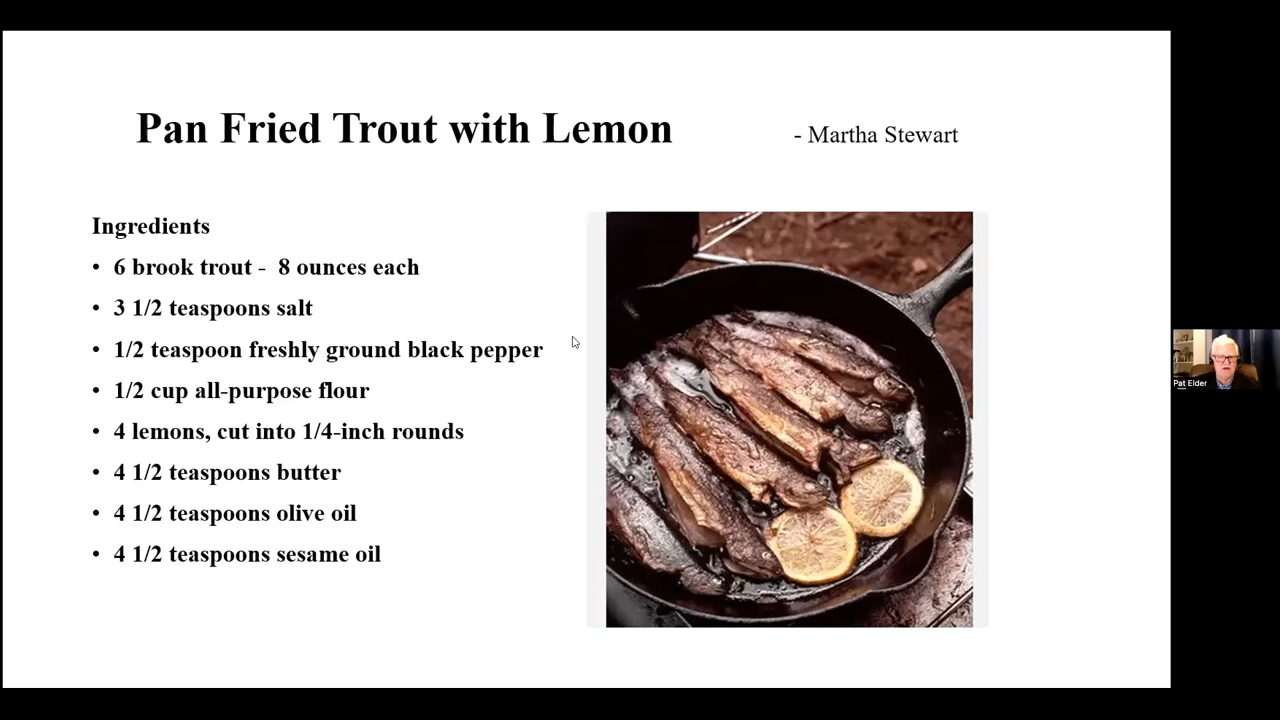 Pan Fried Trout with Lemon - Martha Stewart
Ingredients
• 6 brook trout - 8 ounces each
• 3 1/2 teaspoons salt
• 1/2 teaspoon freshly ground black pepper
• 1/2 cup all-purpose flour
• 4 lemons, cut into 1/4-inch rounds
• 4 1/2 teaspoons butter
• 4 1/2 teaspoons olive oil
• 4 1/2 teaspoons sesame oil
Pat Elder